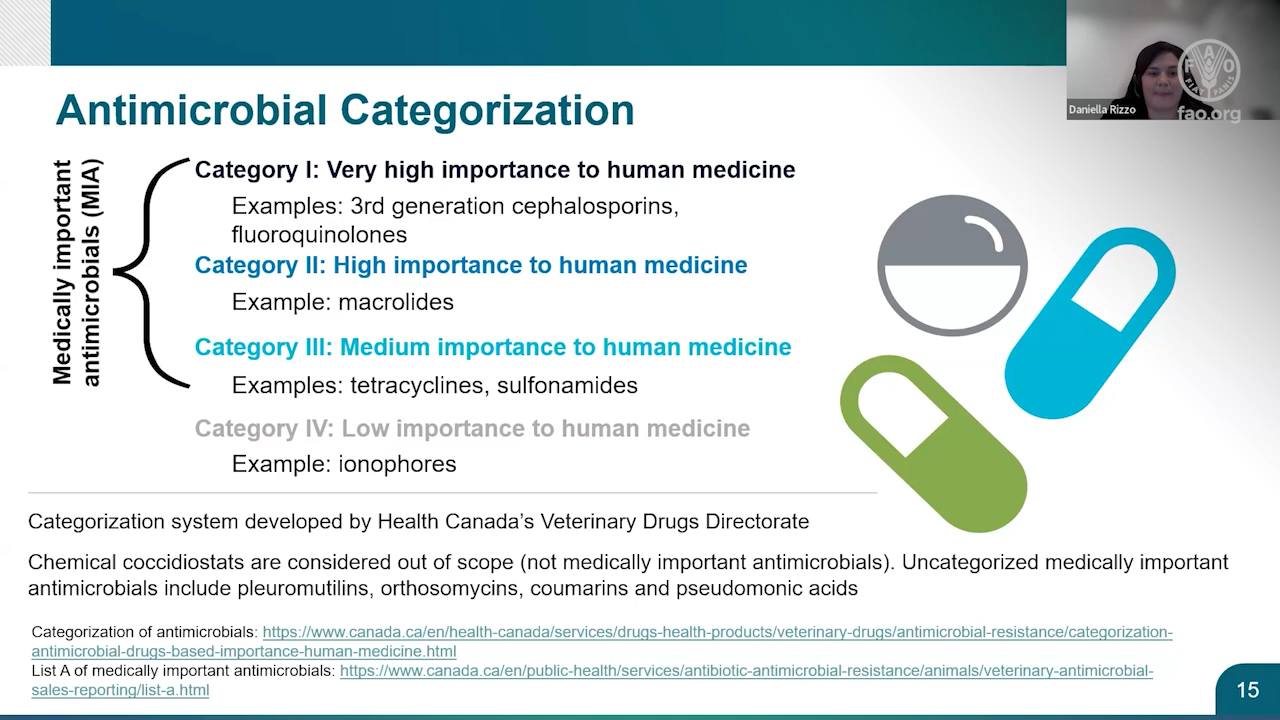 Antimicrobial Categorization
Medically important
antimicrobials (MIA)
Category I: Very high importance to human medicine
Examples: 3rd generation cephalosporins,
fluoroquinolones
Category II: High importance to human medicine
Example: macrolides
Category III: Medium importance to human medicine
Examples: tetracyclines, sulfonamides
Category IV: Low importance to human medicine
Example: ionophores
Categorization system developed by Health Canada’s Veterinary Drugs Directorate
Chemical coccidiostats are considered out of scope (not medically important antimicrobials). Uncategorized medically important
antimicrobials include pleuromutilins, orthosomycins, coumarins and pseudomonic acids
Categorization of antimicrobials: https://www.canada.ca/en/health-canada/services/drugs-health-products/veterinary-drugs/antimicrobial-resistance/categorization-
antimicrobial-drugs-based-importance-human-medicine.html
List A of medically important antimicrobials: https://www.canada.ca/en/public-health/services/antibiotic-antimicrobial-resistance/animals/veterinary-antimicrobial-
sales-reporting/list-a.html
15
Daniella Rizzo
F A O
FIAT PANIS
fao.org